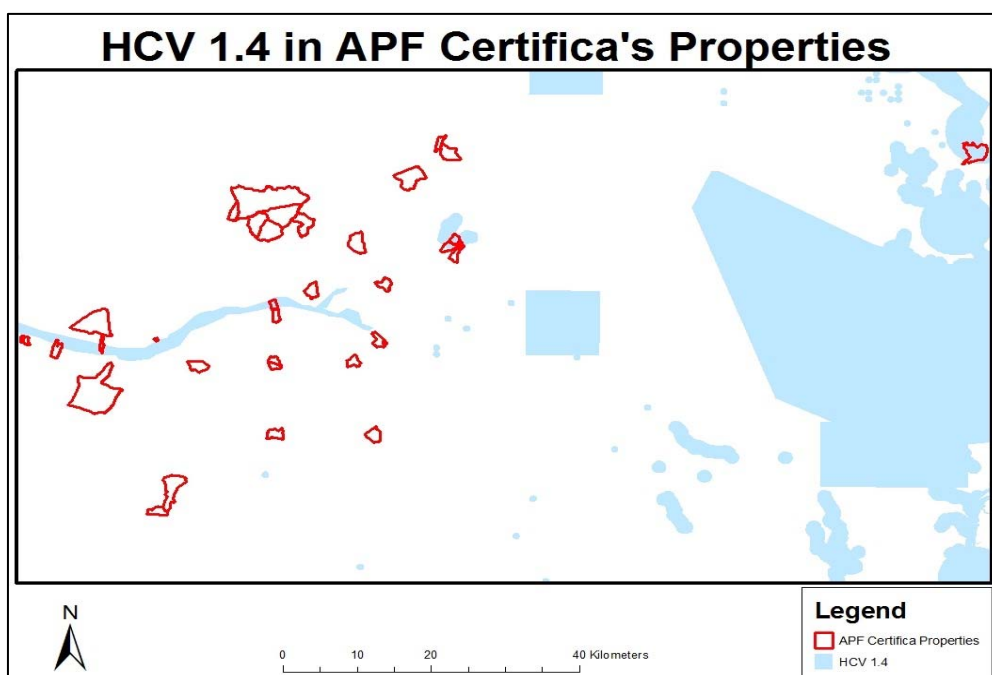 HCV 1.4 in APF Certifica's Properties
N
0 10 20 40 Kilometers
Legend
APF Certifica Properties
HCV 1.4